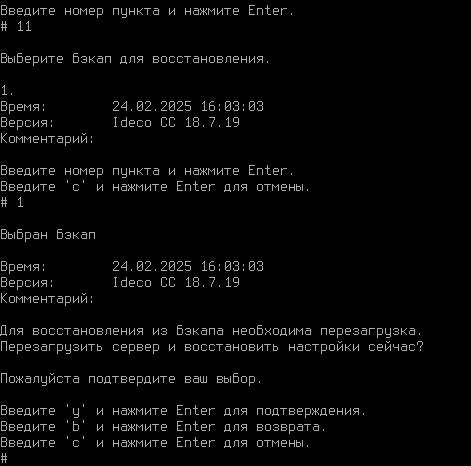 Введите номер пункта и нажмите Enter.
# 11
Выберите бэкап для восстановления.
1.
Время: 24.02.2025 16:03:03
Версия: Ideco CC 18.7.19
Комментарий:
Введите номер пункта и нажмите Enter.
Введите 'c' и нажмите Enter для отмены.
# 1
Выбран бэкап
Время: 24.02.2025 16:03:03
Версия: Ideco CC 18.7.19
Комментарий:
Для восстановления из бэкапа необходима перезагрузка.
Перезагрузить сервер и восстановить настройки сейчас?
Пожалуйста подтвердите ваш выбор.
Введите 'y' и нажмите Enter для подтверждения.
Введите 'b' и нажмите Enter для возврата.
Введите 'c' и нажмите Enter для отмены.
#